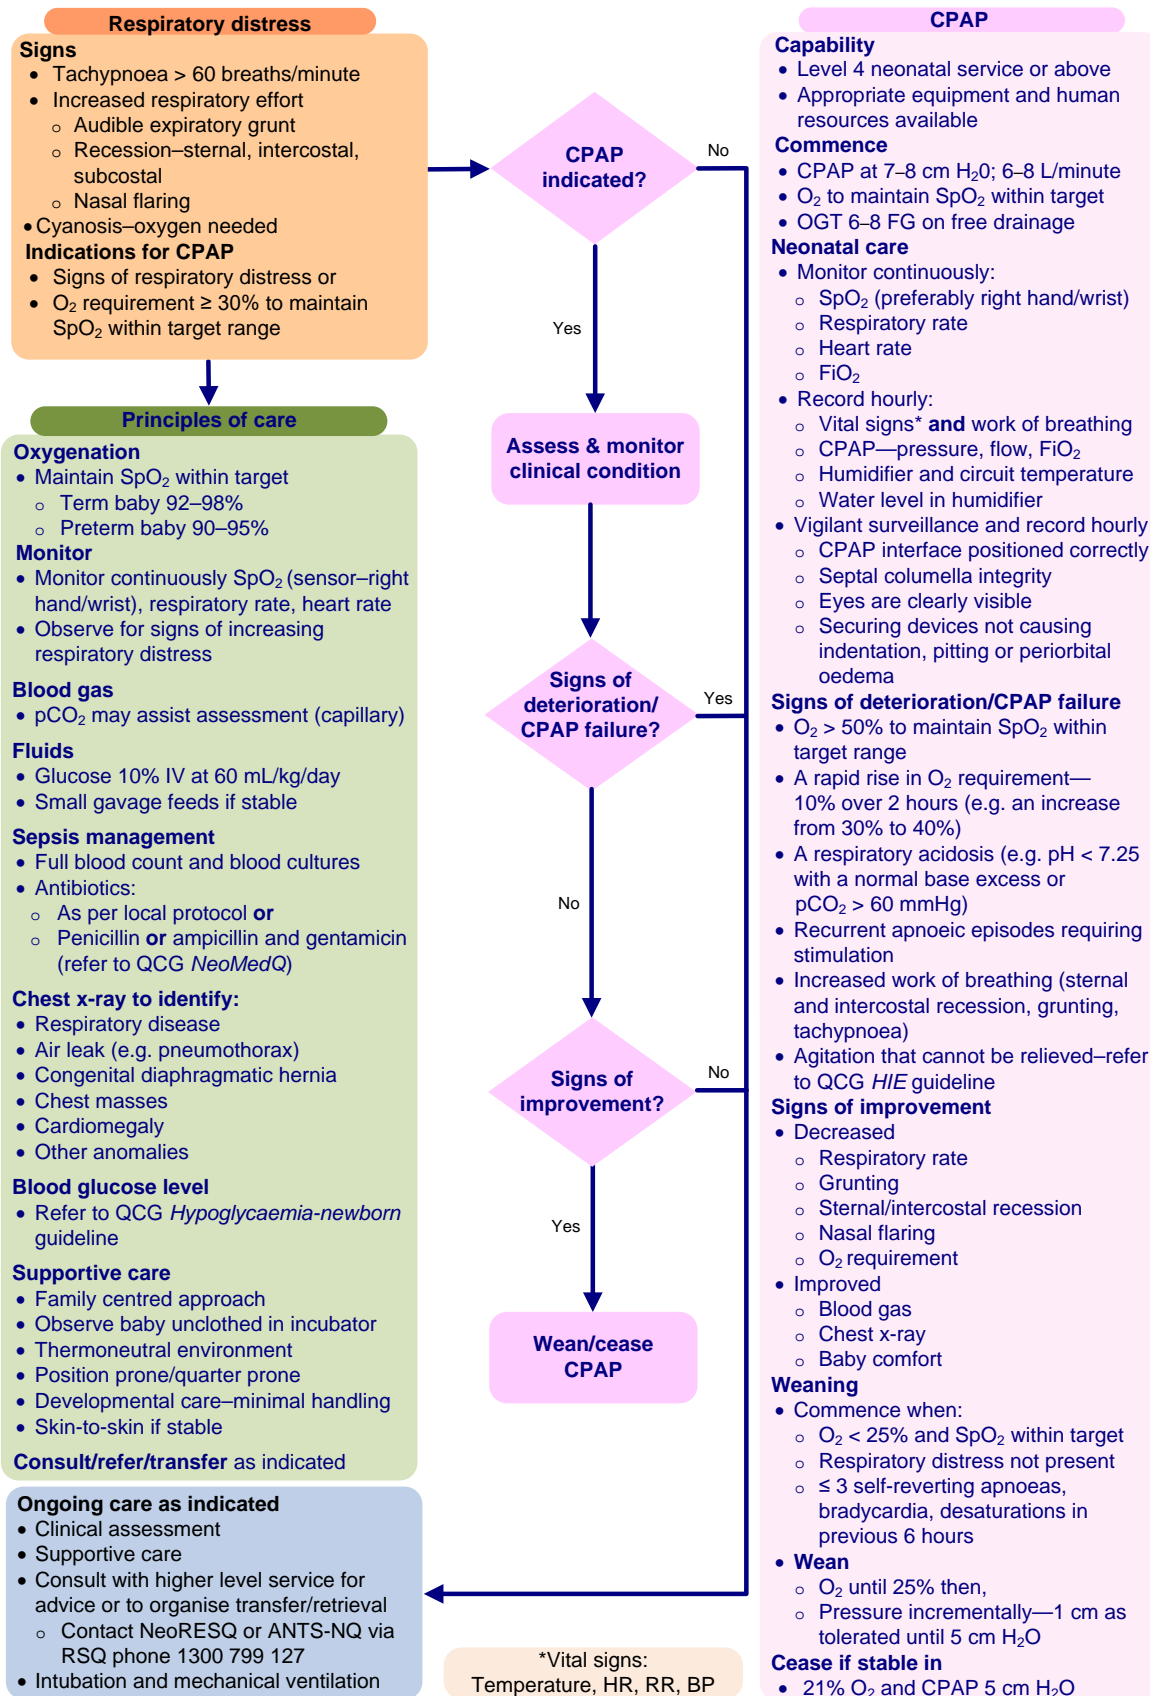 Respiratory distress
Signs
• Tachypnoea > 60 breaths/minute
• Increased respiratory effort
o Audible expiratory grunt
o Recession–sternal, intercostal,
subcostal
o Nasal flaring
• Cyanosis–oxygen needed
Indications for CPAP
• Signs of respiratory distress or
• O₂ requirement ≥ 30% to maintain
SpO₂ within target range
Principles of care
Oxygenation
• Maintain SpO₂ within target
o Term baby 92–98%
o Preterm baby 90–95%
Monitor
• Monitor continuously SpO₂ (sensor–right
hand/wrist), respiratory rate, heart rate
• Observe for signs of increasing
respiratory distress
Blood gas
• pCO₂ may assist assessment (capillary)
Fluids
• Glucose 10% IV at 60 mL/kg/day
• Small gavage feeds if stable
Sepsis management
• Full blood count and blood cultures
• Antibiotics:
o As per local protocol or
o Penicillin or ampicillin and gentamicin
(refer to QCG NeoMedQ)
Chest x-ray to identify:
• Respiratory disease
• Air leak (e.g. pneumothorax)
• Congenital diaphragmatic hernia
• Chest masses
• Cardiomegaly
• Other anomalies
Blood glucose level
• Refer to QCG Hypoglycaemia-newborn
guideline
Supportive care
• Family centred approach
• Observe baby unclothed in incubator
• Thermoneutral environment
• Position prone/quarter prone
• Developmental care–minimal handling
• Skin-to-skin if stable
Consult/refer/transfer as indicated
Ongoing care as indicated
• Clinical assessment
• Supportive care
• Consult with higher level service for
advice or to organise transfer/retrieval
o Contact NeoRESQ or ANTS-NQ via
RSQ phone 1300 799 127
• Intubation and mechanical ventilation
CPAP
indicated?
No
Yes
Assess & monitor
clinical condition
Signs of
deterioration/
CPAP failure?
Yes
No
Signs of
improvement?
No
Yes
Wean/cease
CPAP
*Vital signs:
Temperature, HR, RR, BP
CPAP
Capability
• Level 4 neonatal service or above
• Appropriate equipment and human
resources available
Commence
• CPAP at 7–8 cm H₂0; 6–8 L/minute
• O₂ to maintain SpO₂ within target
• OGT 6–8 FG on free drainage
Neonatal care
• Monitor continuously:
o SpO₂ (preferably right hand/wrist)
o Respiratory rate
o Heart rate
o FiO₂
• Record hourly:
o Vital signs* and work of breathing
o CPAP—pressure, flow, FiO₂
o Humidifier and circuit temperature
o Water level in humidifier
• Vigilant surveillance and record hourly
o CPAP interface positioned correctly
o Septal columella integrity
o Eyes are clearly visible
o Securing devices not causing
indentation, pitting or periorbital
oedema
Signs of deterioration/CPAP failure
• O₂ > 50% to maintain SpO₂ within
target range
• A rapid rise in O₂ requirement—
10% over 2 hours (e.g. an increase
from 30% to 40%)
• A respiratory acidosis (e.g. pH < 7.25
with a normal base excess or
pCO₂ > 60 mmHg)
• Recurrent apnoeic episodes requiring
stimulation
• Increased work of breathing (sternal
and intercostal recession, grunting,
tachypnoea)
• Agitation that cannot be relieved–refer
to QCG HIE guideline
Signs of improvement
• Decreased
o Respiratory rate
o Grunting
o Sternal/intercostal recession
o Nasal flaring
o O₂ requirement
• Improved
o Blood gas
o Chest x-ray
o Baby comfort
Weaning
• Commence when:
o O₂ < 25% and SpO₂ within target
o Respiratory distress not present
o ≤ 3 self-reverting apnoeas,
bradycardia, desaturations in
previous 6 hours
• Wean
o O₂ until 25% then,
o Pressure incrementally—1 cm as
tolerated until 5 cm H₂O
Cease if stable in
• 21% O₂ and CPAP 5 cm H₂O